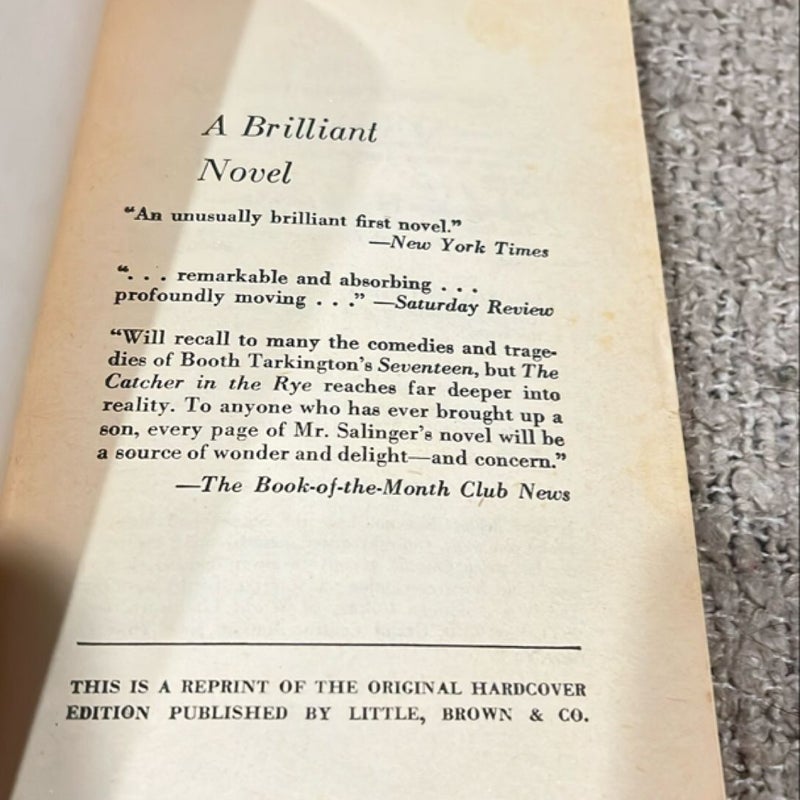 A Brilliant
Novel
“An unusually brilliant first novel.”
—New York Times
“. . . remarkable and absorbing . . .
profoundly moving . . .” —Saturday Review
“Will recall to many the comedies and trage-
dies of Booth Tarkington’s Seventeen, but The
Catcher in the Rye reaches far deeper into
reality. To anyone who has ever brought up a
son, every page of Mr. Salinger’s novel will be
a source of wonder and delight—and concern.”
—The Book-of-the-Month Club News
THIS IS A REPRINT OF THE ORIGINAL HARDCOVER
EDITION PUBLISHED BY LITTLE, BROWN & CO.